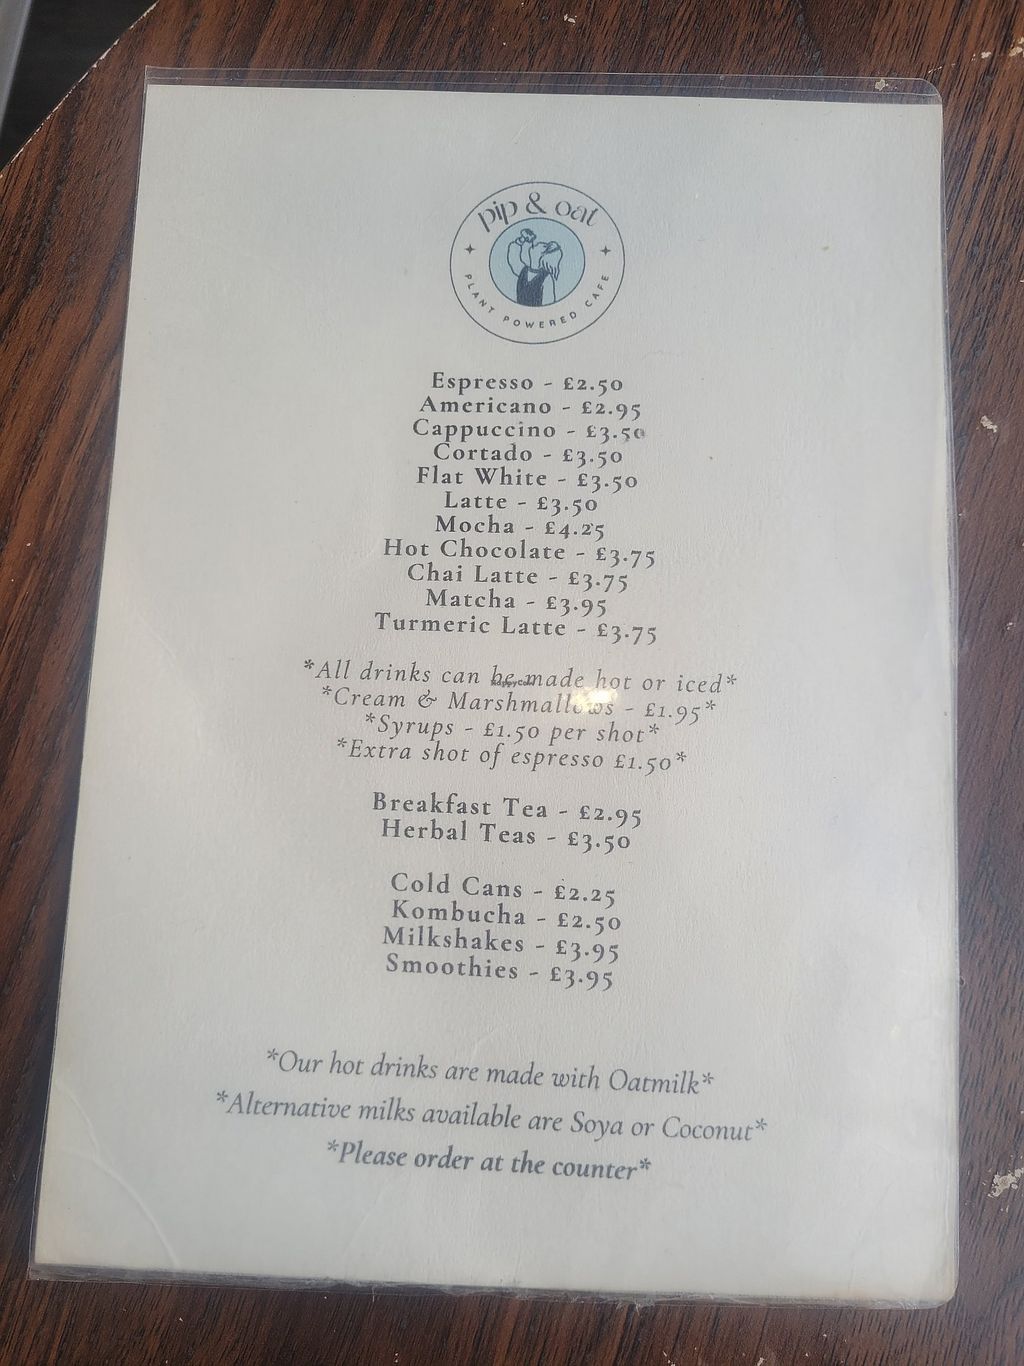 pip & oat
PLANT POWERED CAFE
Espresso - £2.50
Americano - £2.95
Cappuccino - £3.50
Cortado - £3.50
Flat White - £3.50
Latte - £3.50
Mocha - £4.25
Hot Chocolate - £3.75
Chai Latte - £3.75
Matcha - £3.95
Turmeric Latte - £3.75
*All drinks can be made hot or iced*
HappyCow
*Cream & Marshmallows - £1.95*
*Syrups - £1.50 per shot*
*Extra shot of espresso £1.50*
Breakfast Tea - £2.95
Herbal Teas - £3.50
Cold Cans - £2.25
Kombucha - £2.50
Milkshakes - £3.95
Smoothies - £3.95
*Our hot drinks are made with Oatmilk*
*Alternative milks available are Soya or Coconut*
*Please order at the counter*